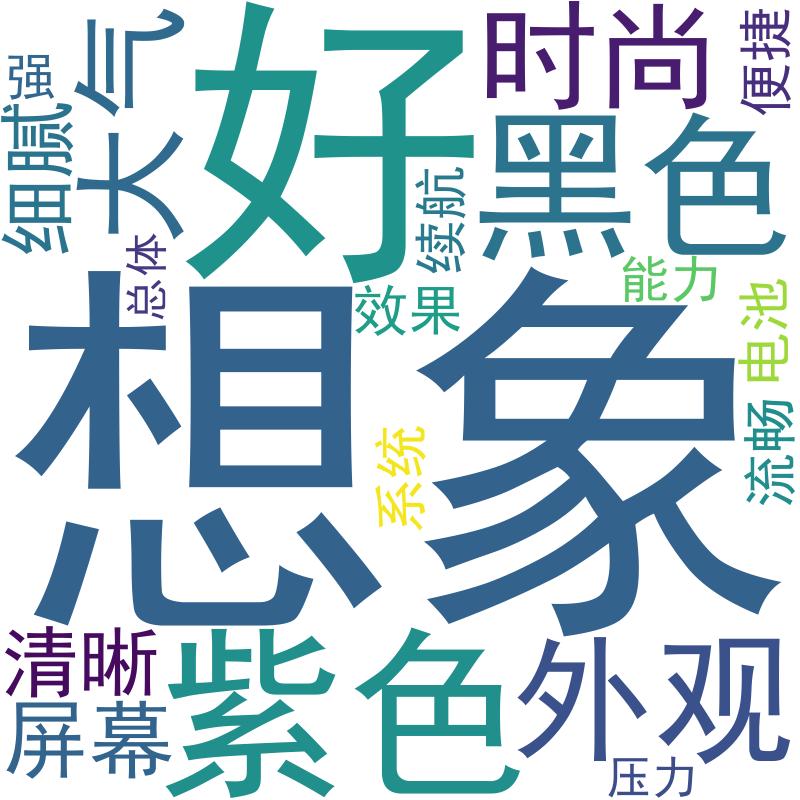 强
大气
好
时尚
便捷
细腻
黑色
续航
总体
效果
能力
电池
想象
流畅
系统
清晰
紫色
外观
屏幕
压力